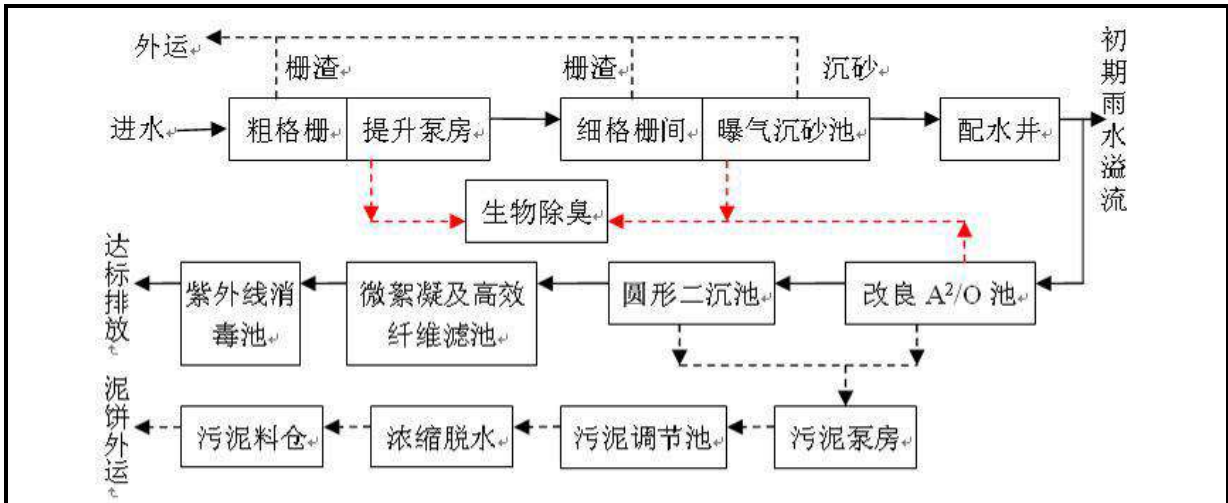 外运
栅渣
栅渣
沉砂
初期雨水溢流
进水
粗格栅
提升泵房
细格栅间
曝气沉砂池
配水井
生物除臭
达标排放
紫外线消
毒池
微絮凝及高效
纤维滤池
圆形二沉池
改良 A²/O 池
泥饼外运
污泥料仓
浓缩脱水
污泥调节池
污泥泵房